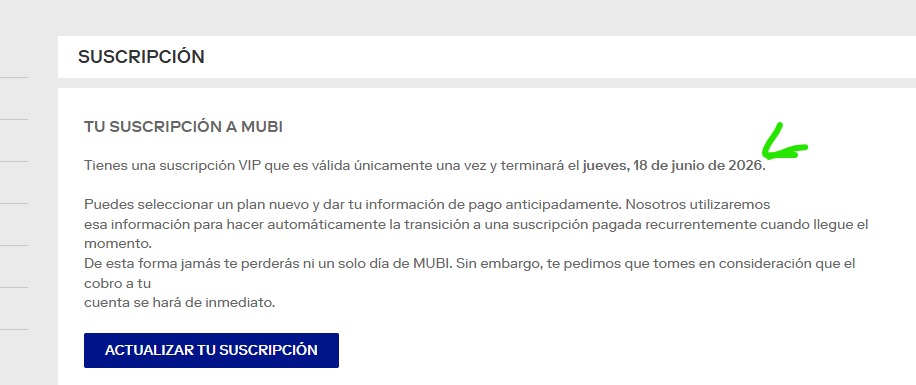 SUSCRIPCIÓN
TU SUSCRIPCIÓN A MUBI
Tienes una suscripción VIP que es válida únicamente una vez y terminará el jueves, 18 de junio de 2026.
Puedes seleccionar un plan nuevo y dar tu información de pago anticipadamente. Nosotros utilizaremos
esa información para hacer automáticamente la transición a una suscripción pagada recurrentemente cuando llegue el
momento.
De esta forma jamás te perderás ni un solo día de MUBI. Sin embargo, te pedimos que tomes en consideración que el
cobro a tu
cuenta se hará de inmediato.
ACTUALIZAR TU SUSCRIPCIÓN